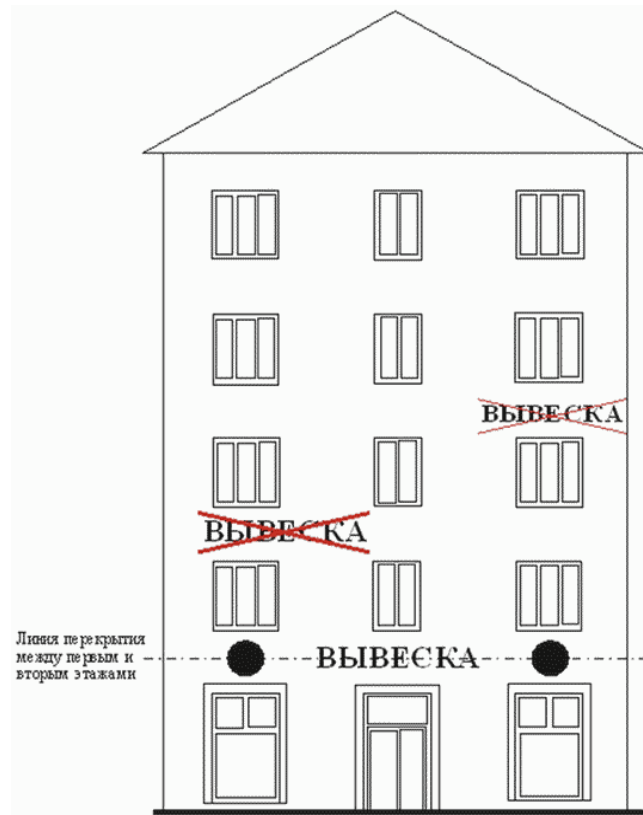 ВЫВЕСКА
ВЫВЕСКА
Линия перекрытия
между первым и
вторым этажами
ВЫВЕСКА